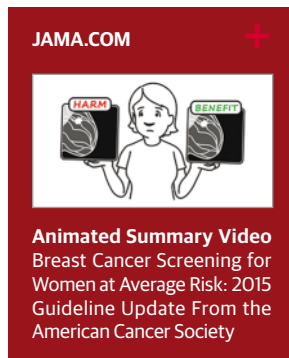 JAMA.COM +
HARM
BENEFIT
Animated Summary Video
Breast Cancer Screening for
Women at Average Risk: 2015
Guideline Update From the
American Cancer Society